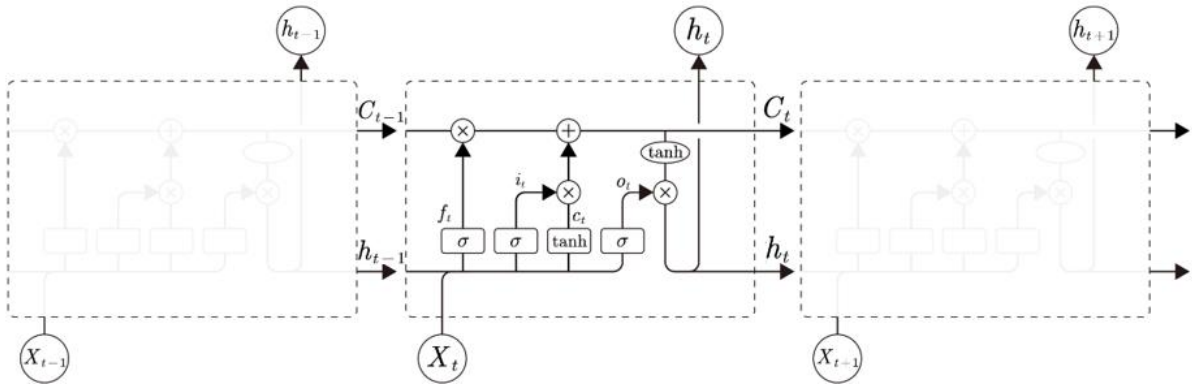 h_{t-1} h_t h_{t+1}
C_{t-1} C_t
× + × +
tanh
i_t × o_t ×
f_t c_t
σ σ tanh σ
h_{t-1} h_t
X_{t-1} X_t X_{t+1}